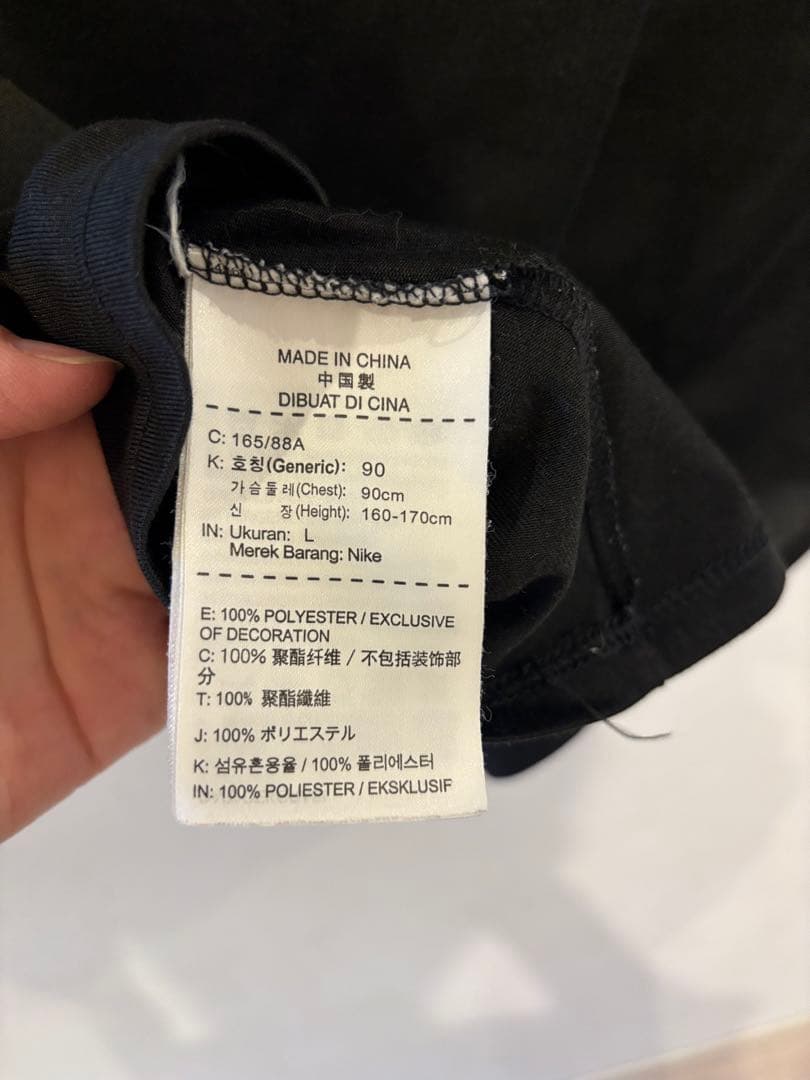 MADE IN CHINA
中国製
DIBUAT DI CINA
C: 165/88A
K: 호칭(Generic): 90
가슴둘레(Chest): 90cm
신 장(Height): 160-170cm
IN: Ukuran: L
Merek Barang: Nike
E: 100% POLYESTER / EXCLUSIVE
OF DECORATION
C: 100% 聚酯纤维 / 不包括装饰部
分
T: 100% 聚酯纖維
J: 100% ポリエステル
K: 섬유혼용율 / 100% 폴리에스터
IN: 100% POLIESTER / EKSKLUSIF